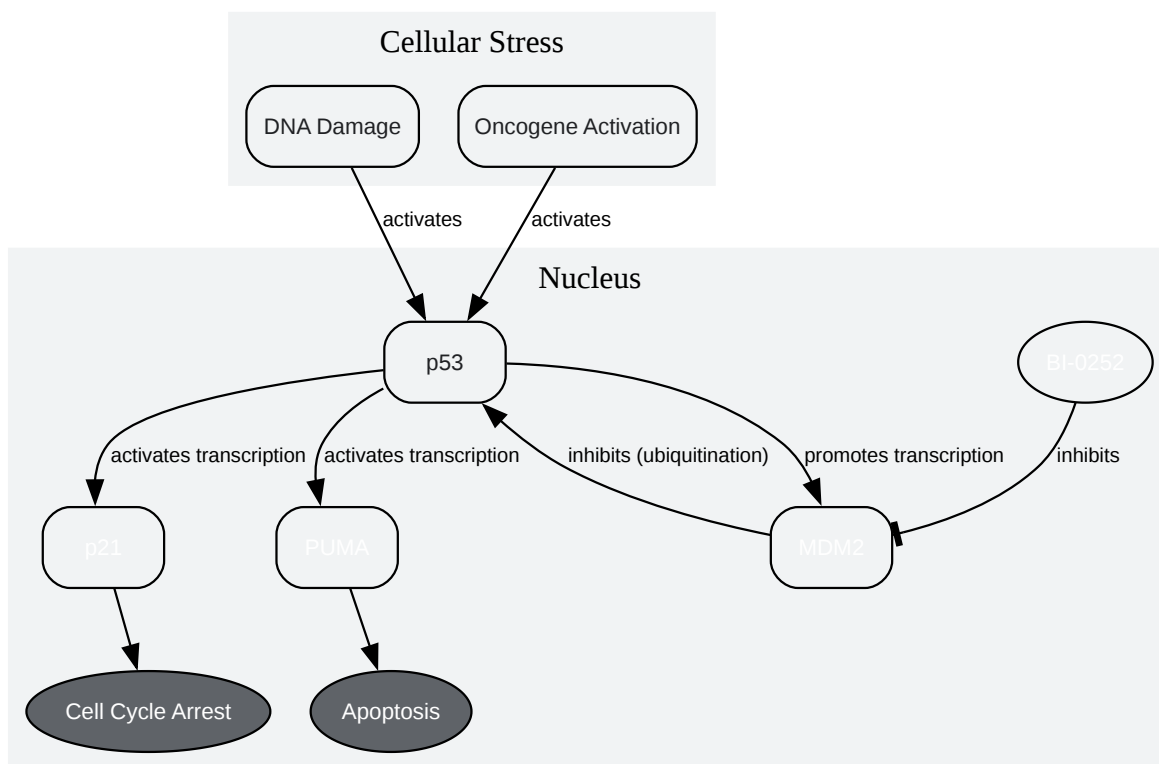 Cellular Stress
DNA Damage
Oncogene Activation
activates
activates
Nucleus
p53
BI-0252
activates transcription
activates transcription
inhibits (ubiquitination)
promotes transcription
inhibits
p21
PUMA
MDM2
Cell Cycle Arrest
Apoptosis